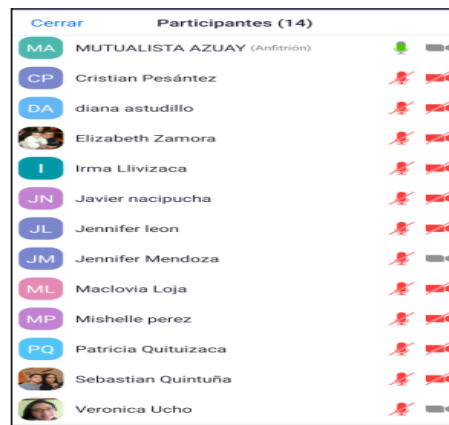 Cerrar Participantes (14)
MA MUTUALISTA AZUAY (Anfitrión)
CP Cristian Pesántez
DA diana astudillo
Elizabeth Zamora
I Irma Llivizaca
JN Javier nacipucha
JL Jennifer leon
JM Jennifer Mendoza
ML Maclovia Loja
MP Mishelle perez
PQ Patricia Quituizaca
Sebastian Quintuña
Veronica Ucho